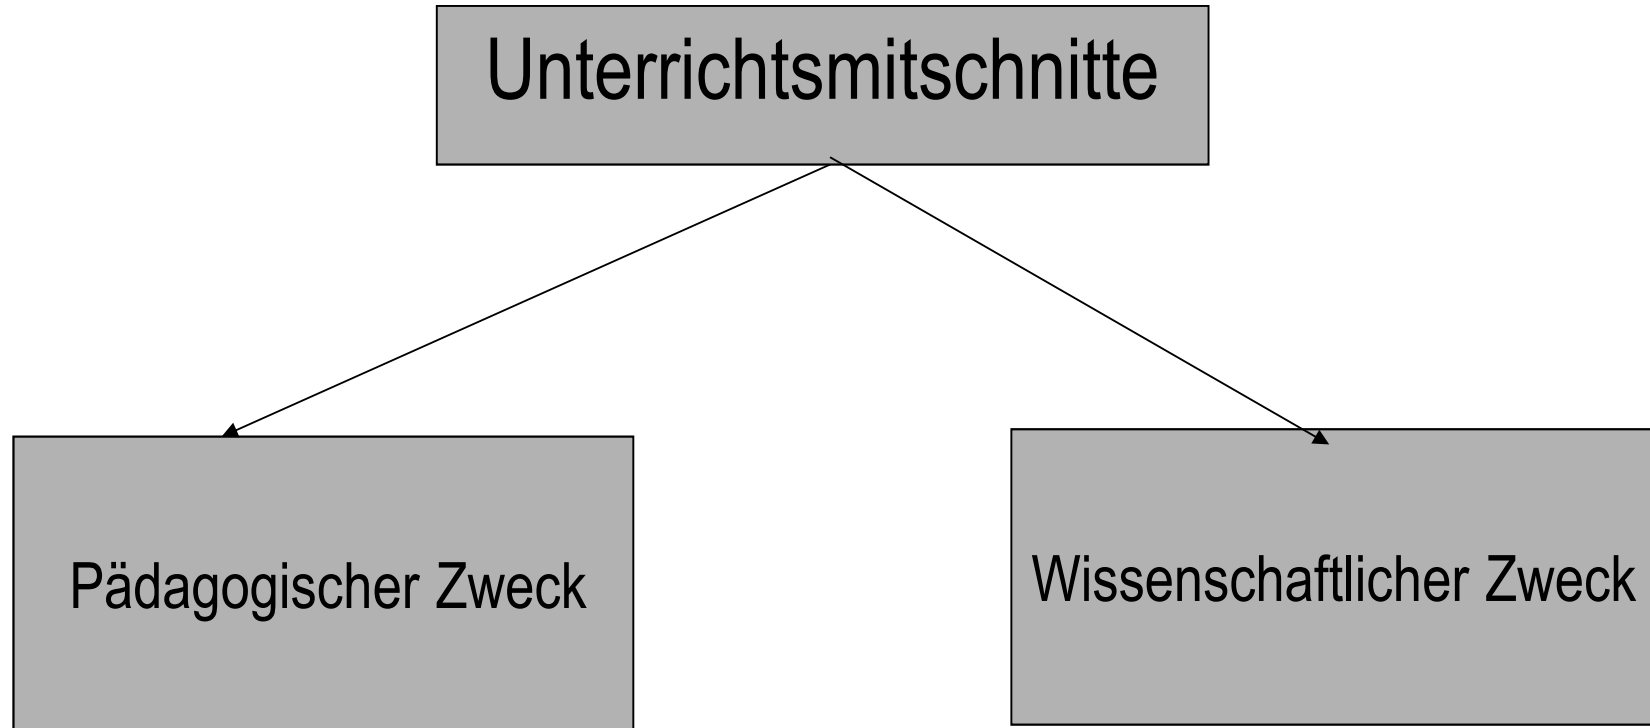 Unterrichtsmitschnitte
Pädagogischer Zweck
Wissenschaftlicher Zweck